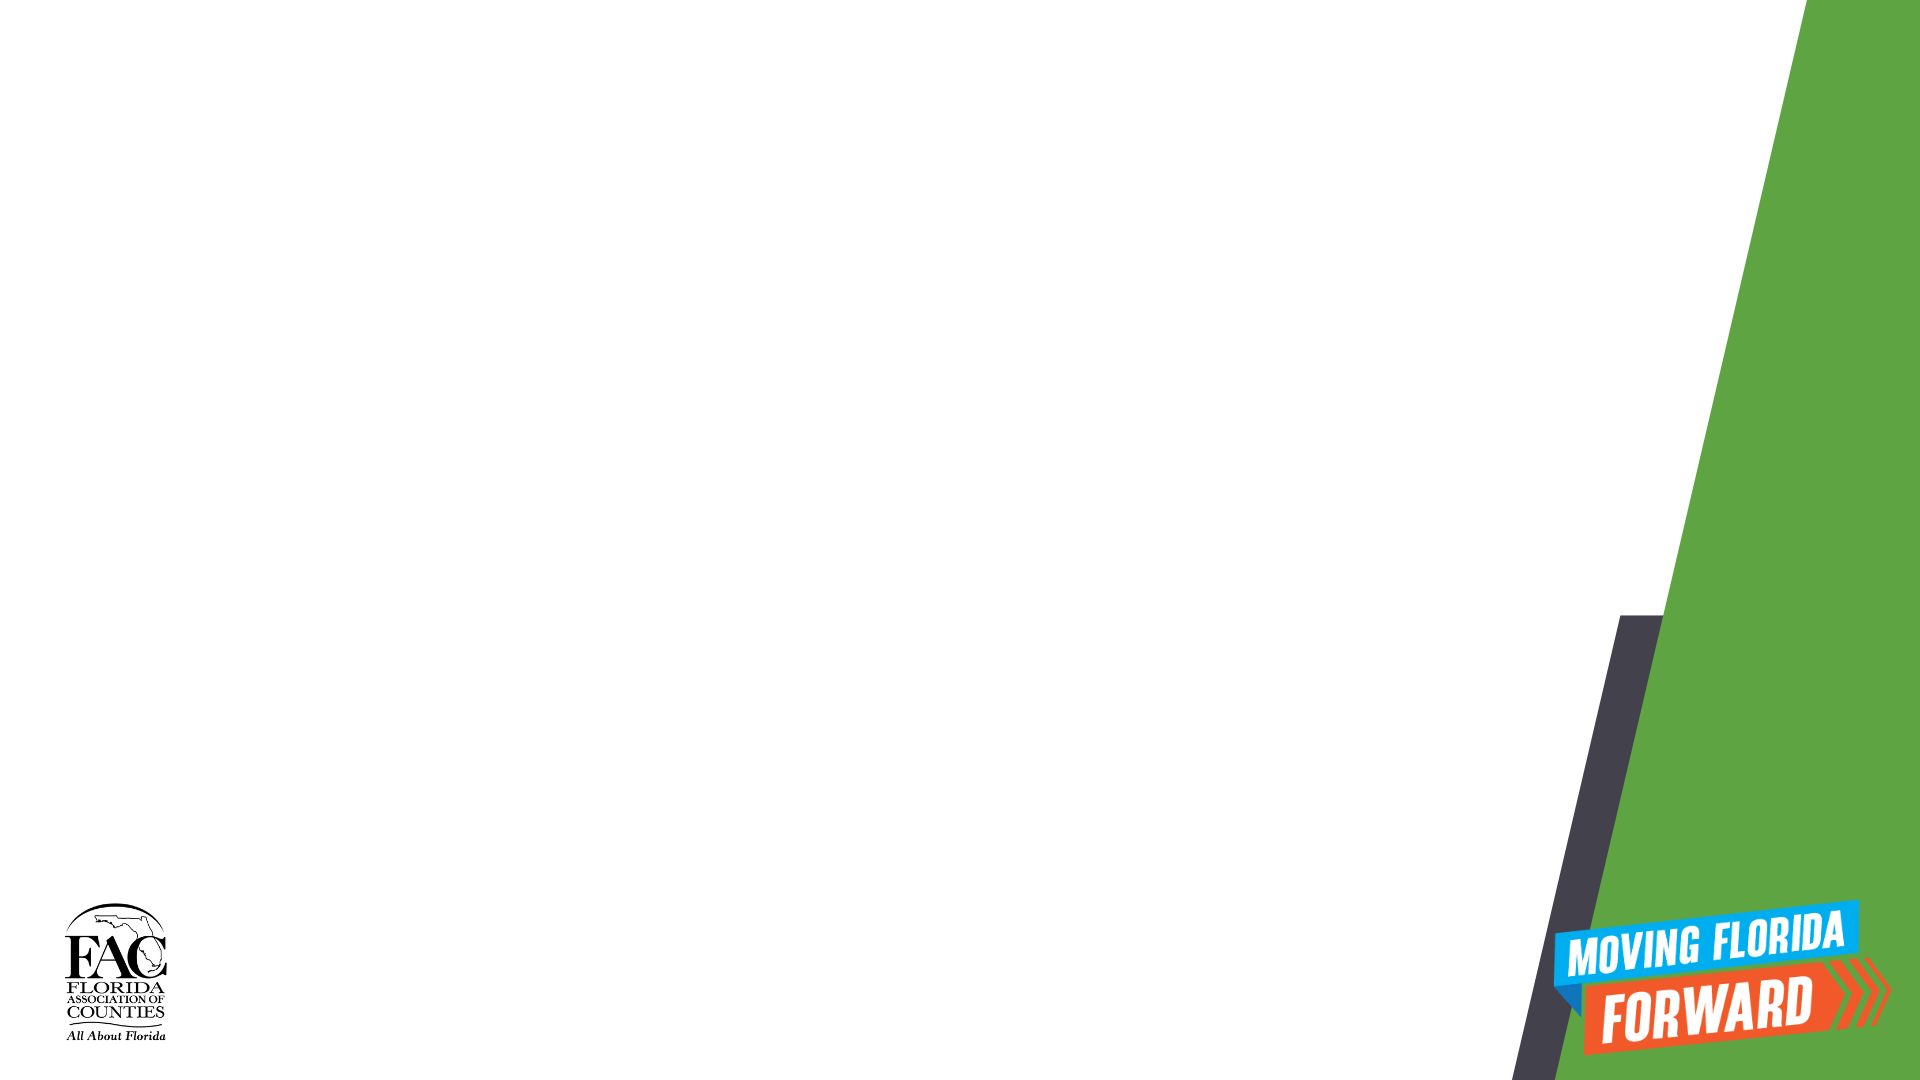 FAC
FLORIDA
ASSOCIATION OF
COUNTIES
All About Florida
MOVING FLORIDA
FORWARD